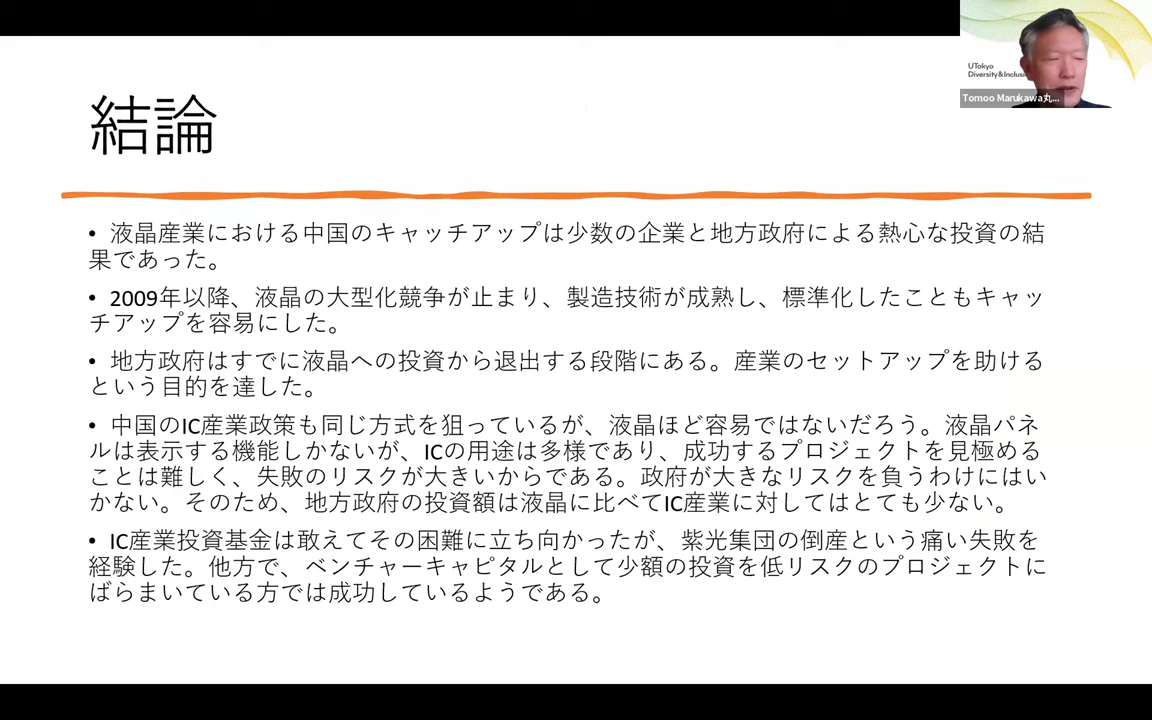 UTokyo
Diversity&Inclusi
Tomoo Marukawa丸...
結論
• 液晶産業における中国のキャッチアップは少数の企業と地方政府による熱心な投資の結
果であった。
• 2009年以降、液晶の大型化競争が止まり、製造技術が成熟し、標準化したこともキャッ
チアップを容易にした。
• 地方政府はすでに液晶への投資から退出する段階にある。産業のセットアップを助ける
という目的を達した。
• 中国のIC産業政策も同じ方式を狙っているが、液晶ほど容易ではないだろう。液晶パネ
ルは表示する機能しかないが、ICの用途は多様であり、成功するプロジェクトを見極める
ことは難しく、失敗のリスクが大きいからである。政府が大きなリスクを負うわけにはい
かない。そのため、地方政府の投資額は液晶に比べてIC産業に対してはとても少ない。
• IC産業投資基金は敢えてその困難に立ち向かったが、紫光集団の倒産という痛い失敗を
経験した。他方で、ベンチャーキャピタルとして少額の投資を低リスクのプロジェクトに
ばらまいている方では成功しているようである。